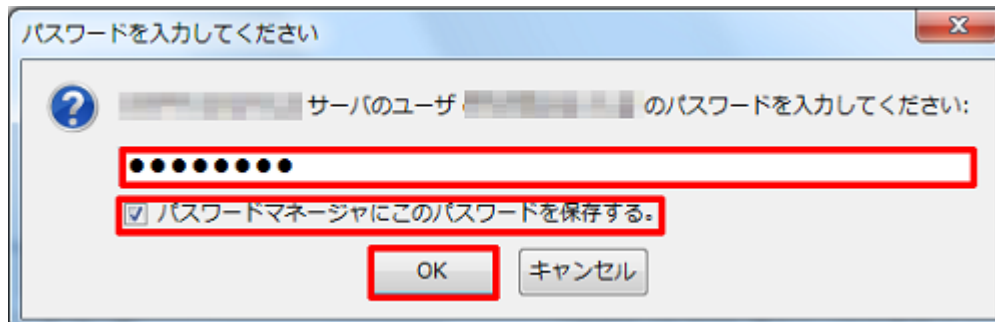 パスワードを入力してください
サーバのユーザ のパスワードを入力してください:
●●●●●●●●
パスワードマネージャにこのパスワードを保存する。
OK キャンセル